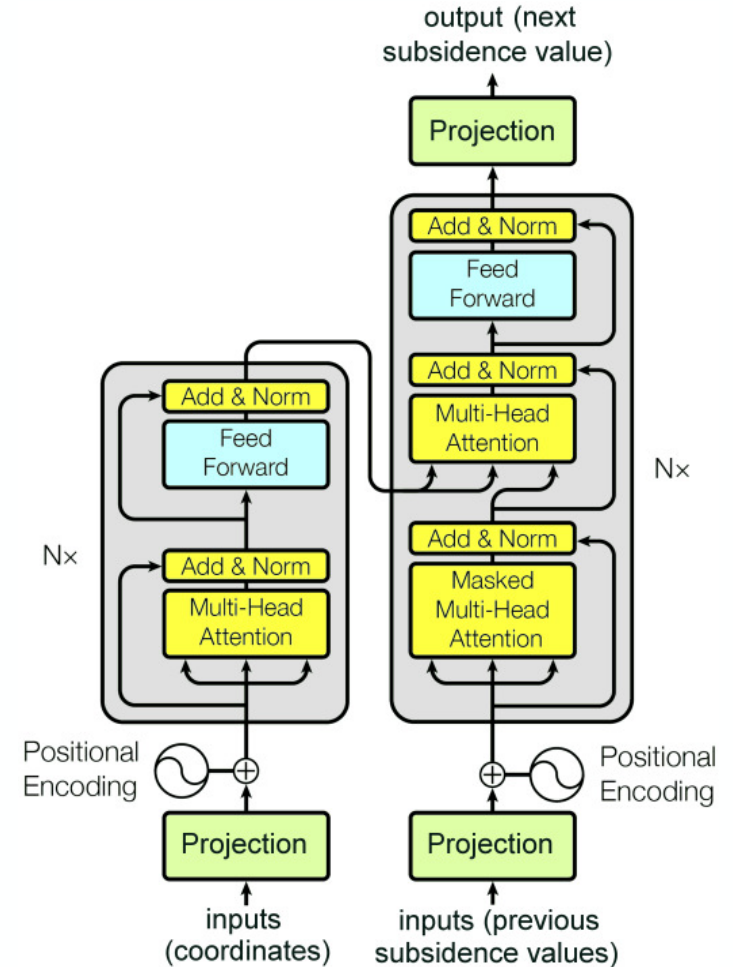 output (next
subsidence value)
Projection
Add & Norm
Feed
Forward
Add & Norm
Multi-Head
Attention
N×
Add & Norm
Masked
Multi-Head
Attention
Positional
Encoding
Projection
inputs (previous
subsidence values)
Add & Norm
Feed
Forward
N×
Add & Norm
Multi-Head
Attention
Positional
Encoding
Projection
inputs
(coordinates)